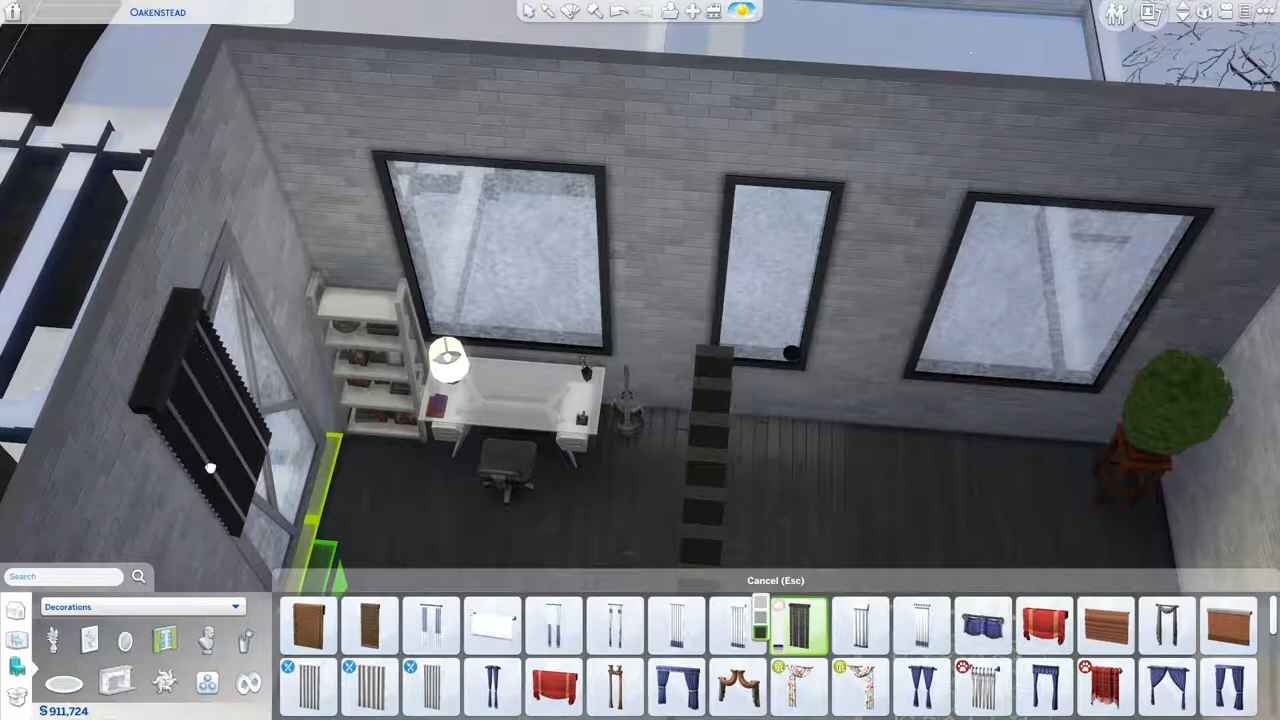 OAKENSTEAD
Cancel (Esc)
Search
Decorations
§911,724